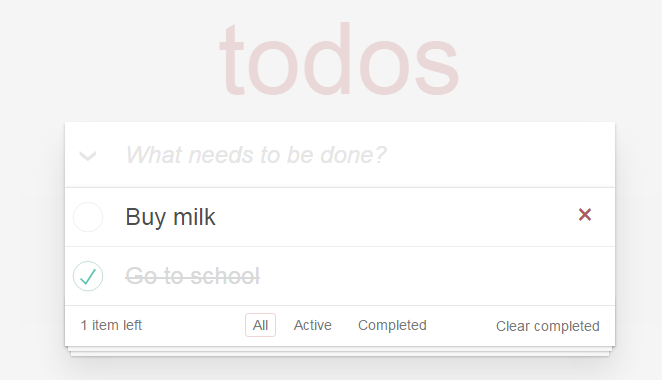 todos
What needs to be done?
Buy milk
Go to school
1 item left All Active Completed Clear completed